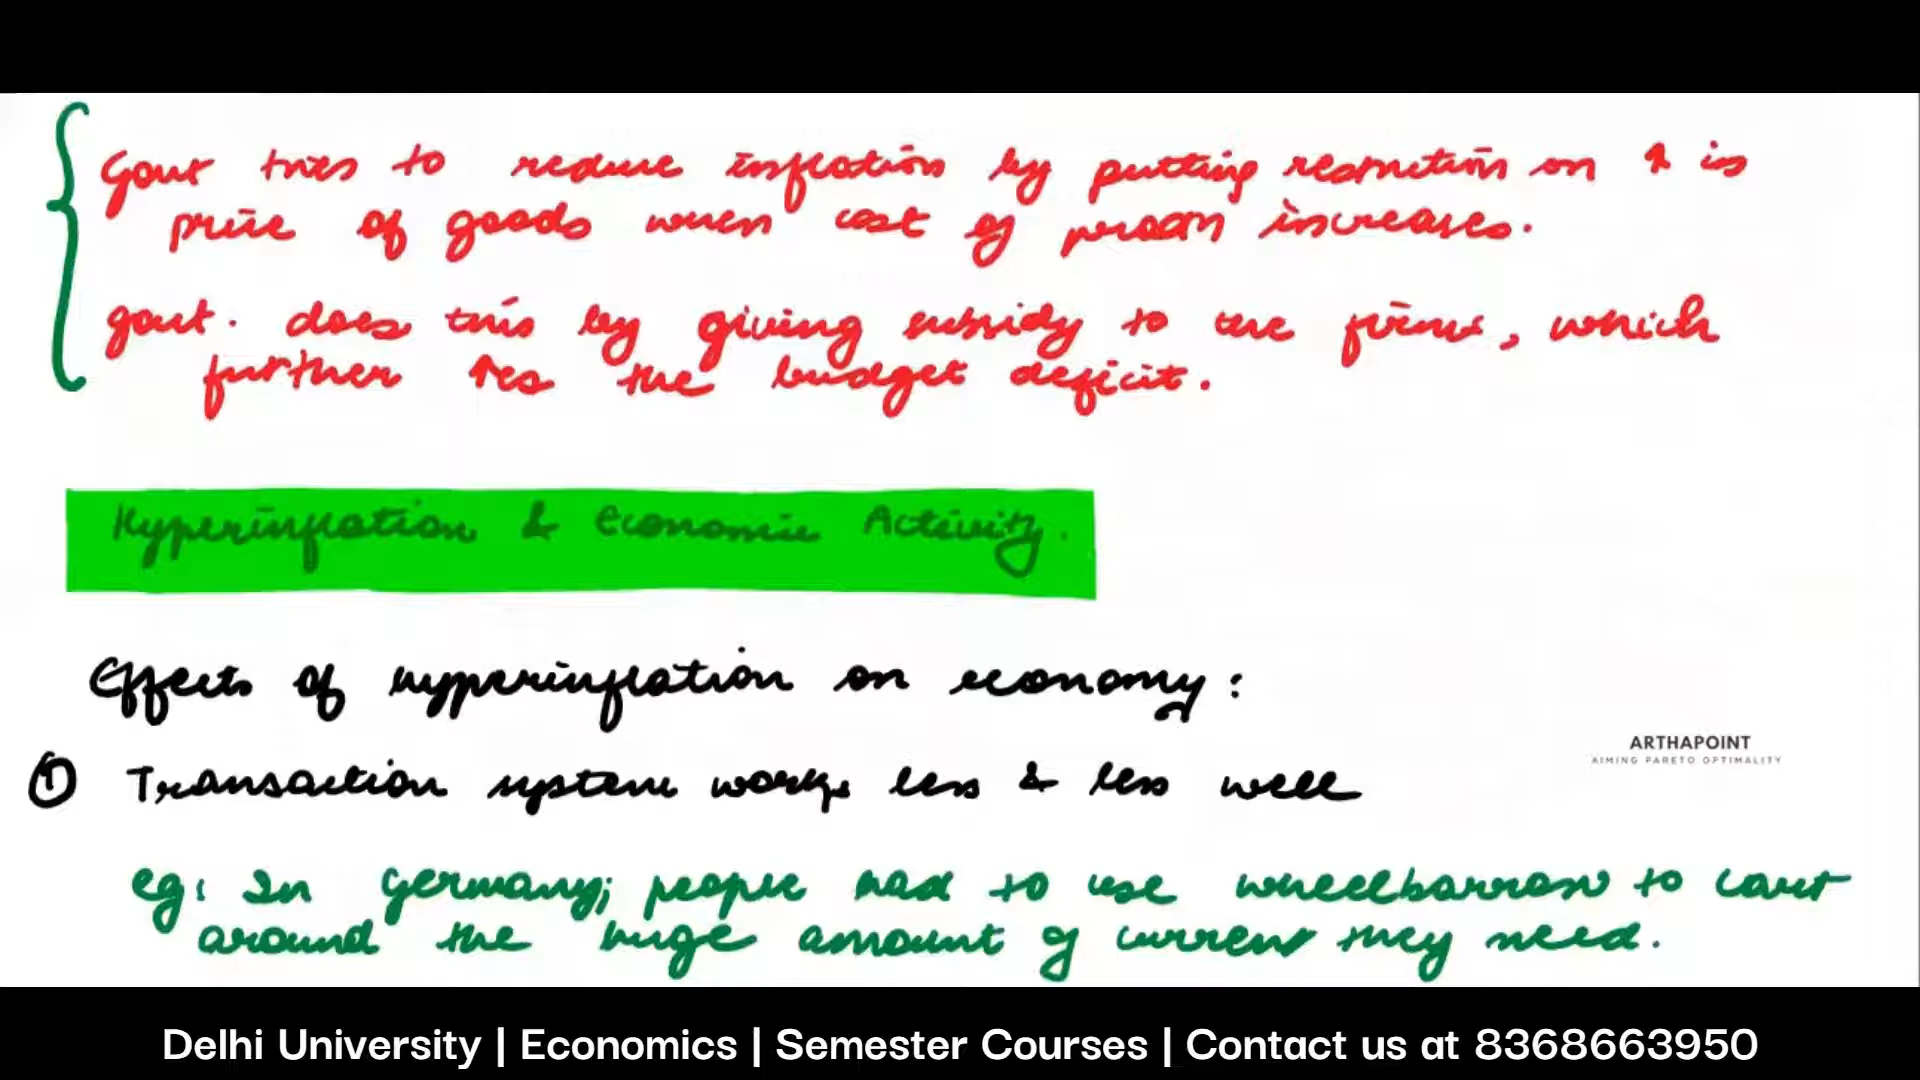 Govt tries to reduce inflation by putting restriction on ↑ is
price of goods when cost of prodn increases.
govt. does this by giving subsidy to the firms, which
further ↑es the budget deficit.
Hyperinflation & Economic Activity.
Effects of hyperinflation on economy:
① Transaction system works less & less well
ARTHAPOINT
AIMING PARETO OPTIMALITY
eg: In Germany; people had to use wheelbarrow to cart
around the huge amount of current they need.
Delhi University | Economics | Semester Courses | Contact us at 8368663950